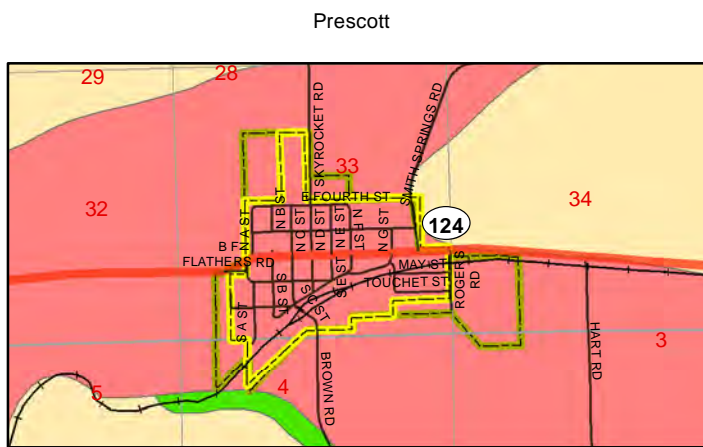 Prescott
29
28
SKYROCKET RD
SMITH SPRINGS RD
33
34
32
E FOURTH ST
N A ST
N B ST
N C ST
N D ST
N E ST
N F ST
N G ST
124
B F
FLATHERS RD
MAY ST
TOUCHET ST
ROGERS RD
S A ST
S B ST
S C ST
S E ST
BROWN RD
HART RD
3
5
4